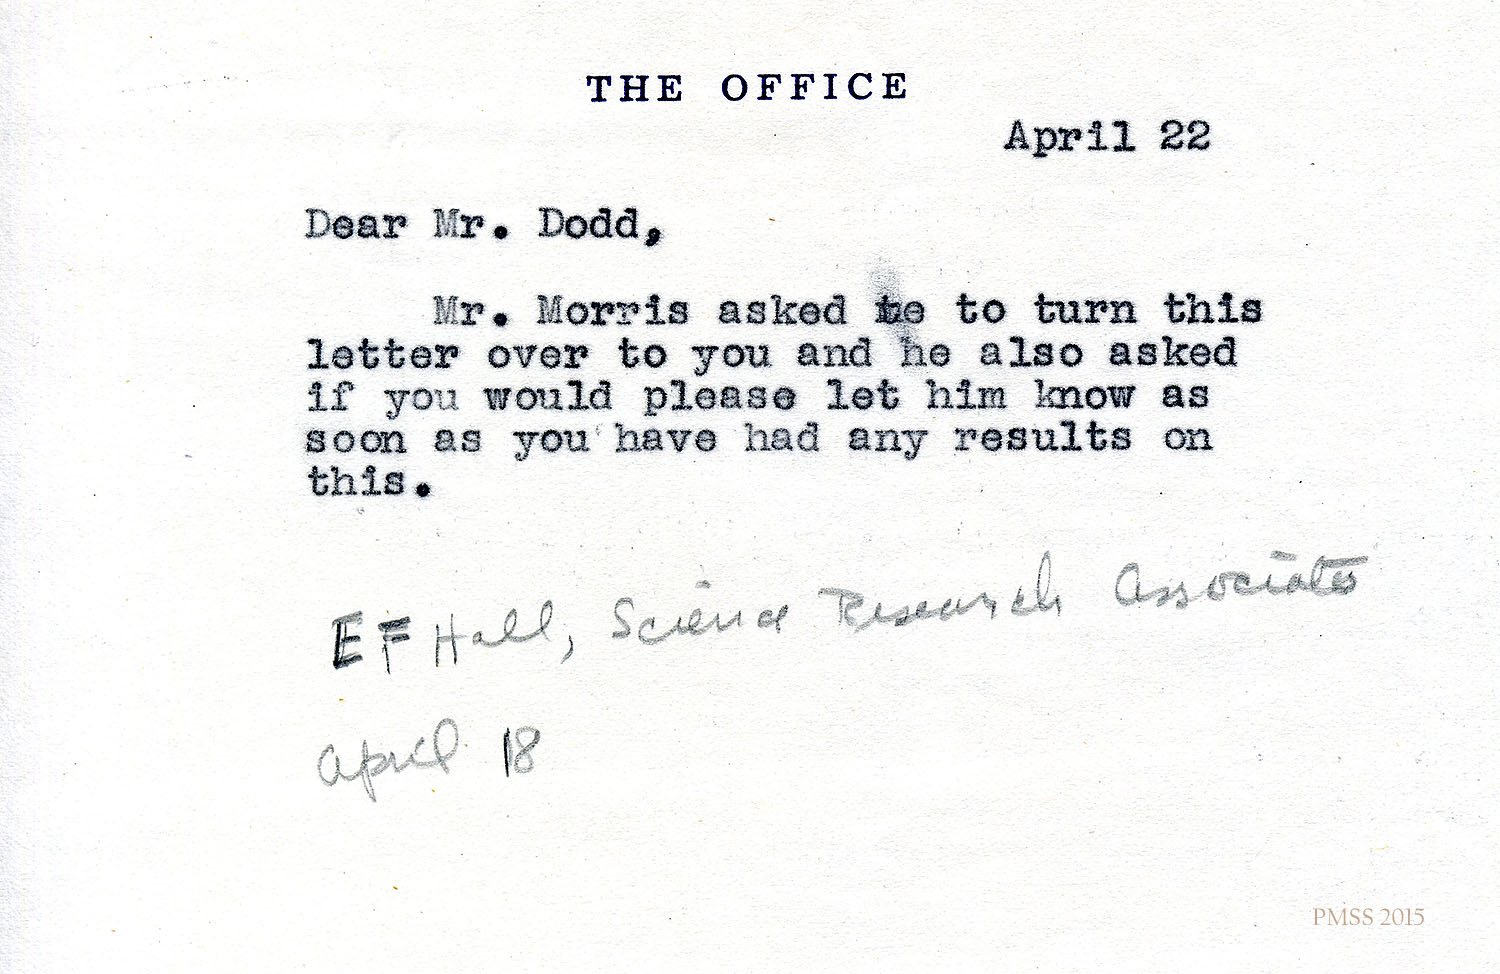 THE OFFICE
April 22
Dear Mr. Dodd,
Mr. Morris asked to to turn this
letter over to you and he also asked
if you would please let him know as
soon as you have had any results on
this.
EF Hall, Science Research Associates
April 18
PMSS 2015